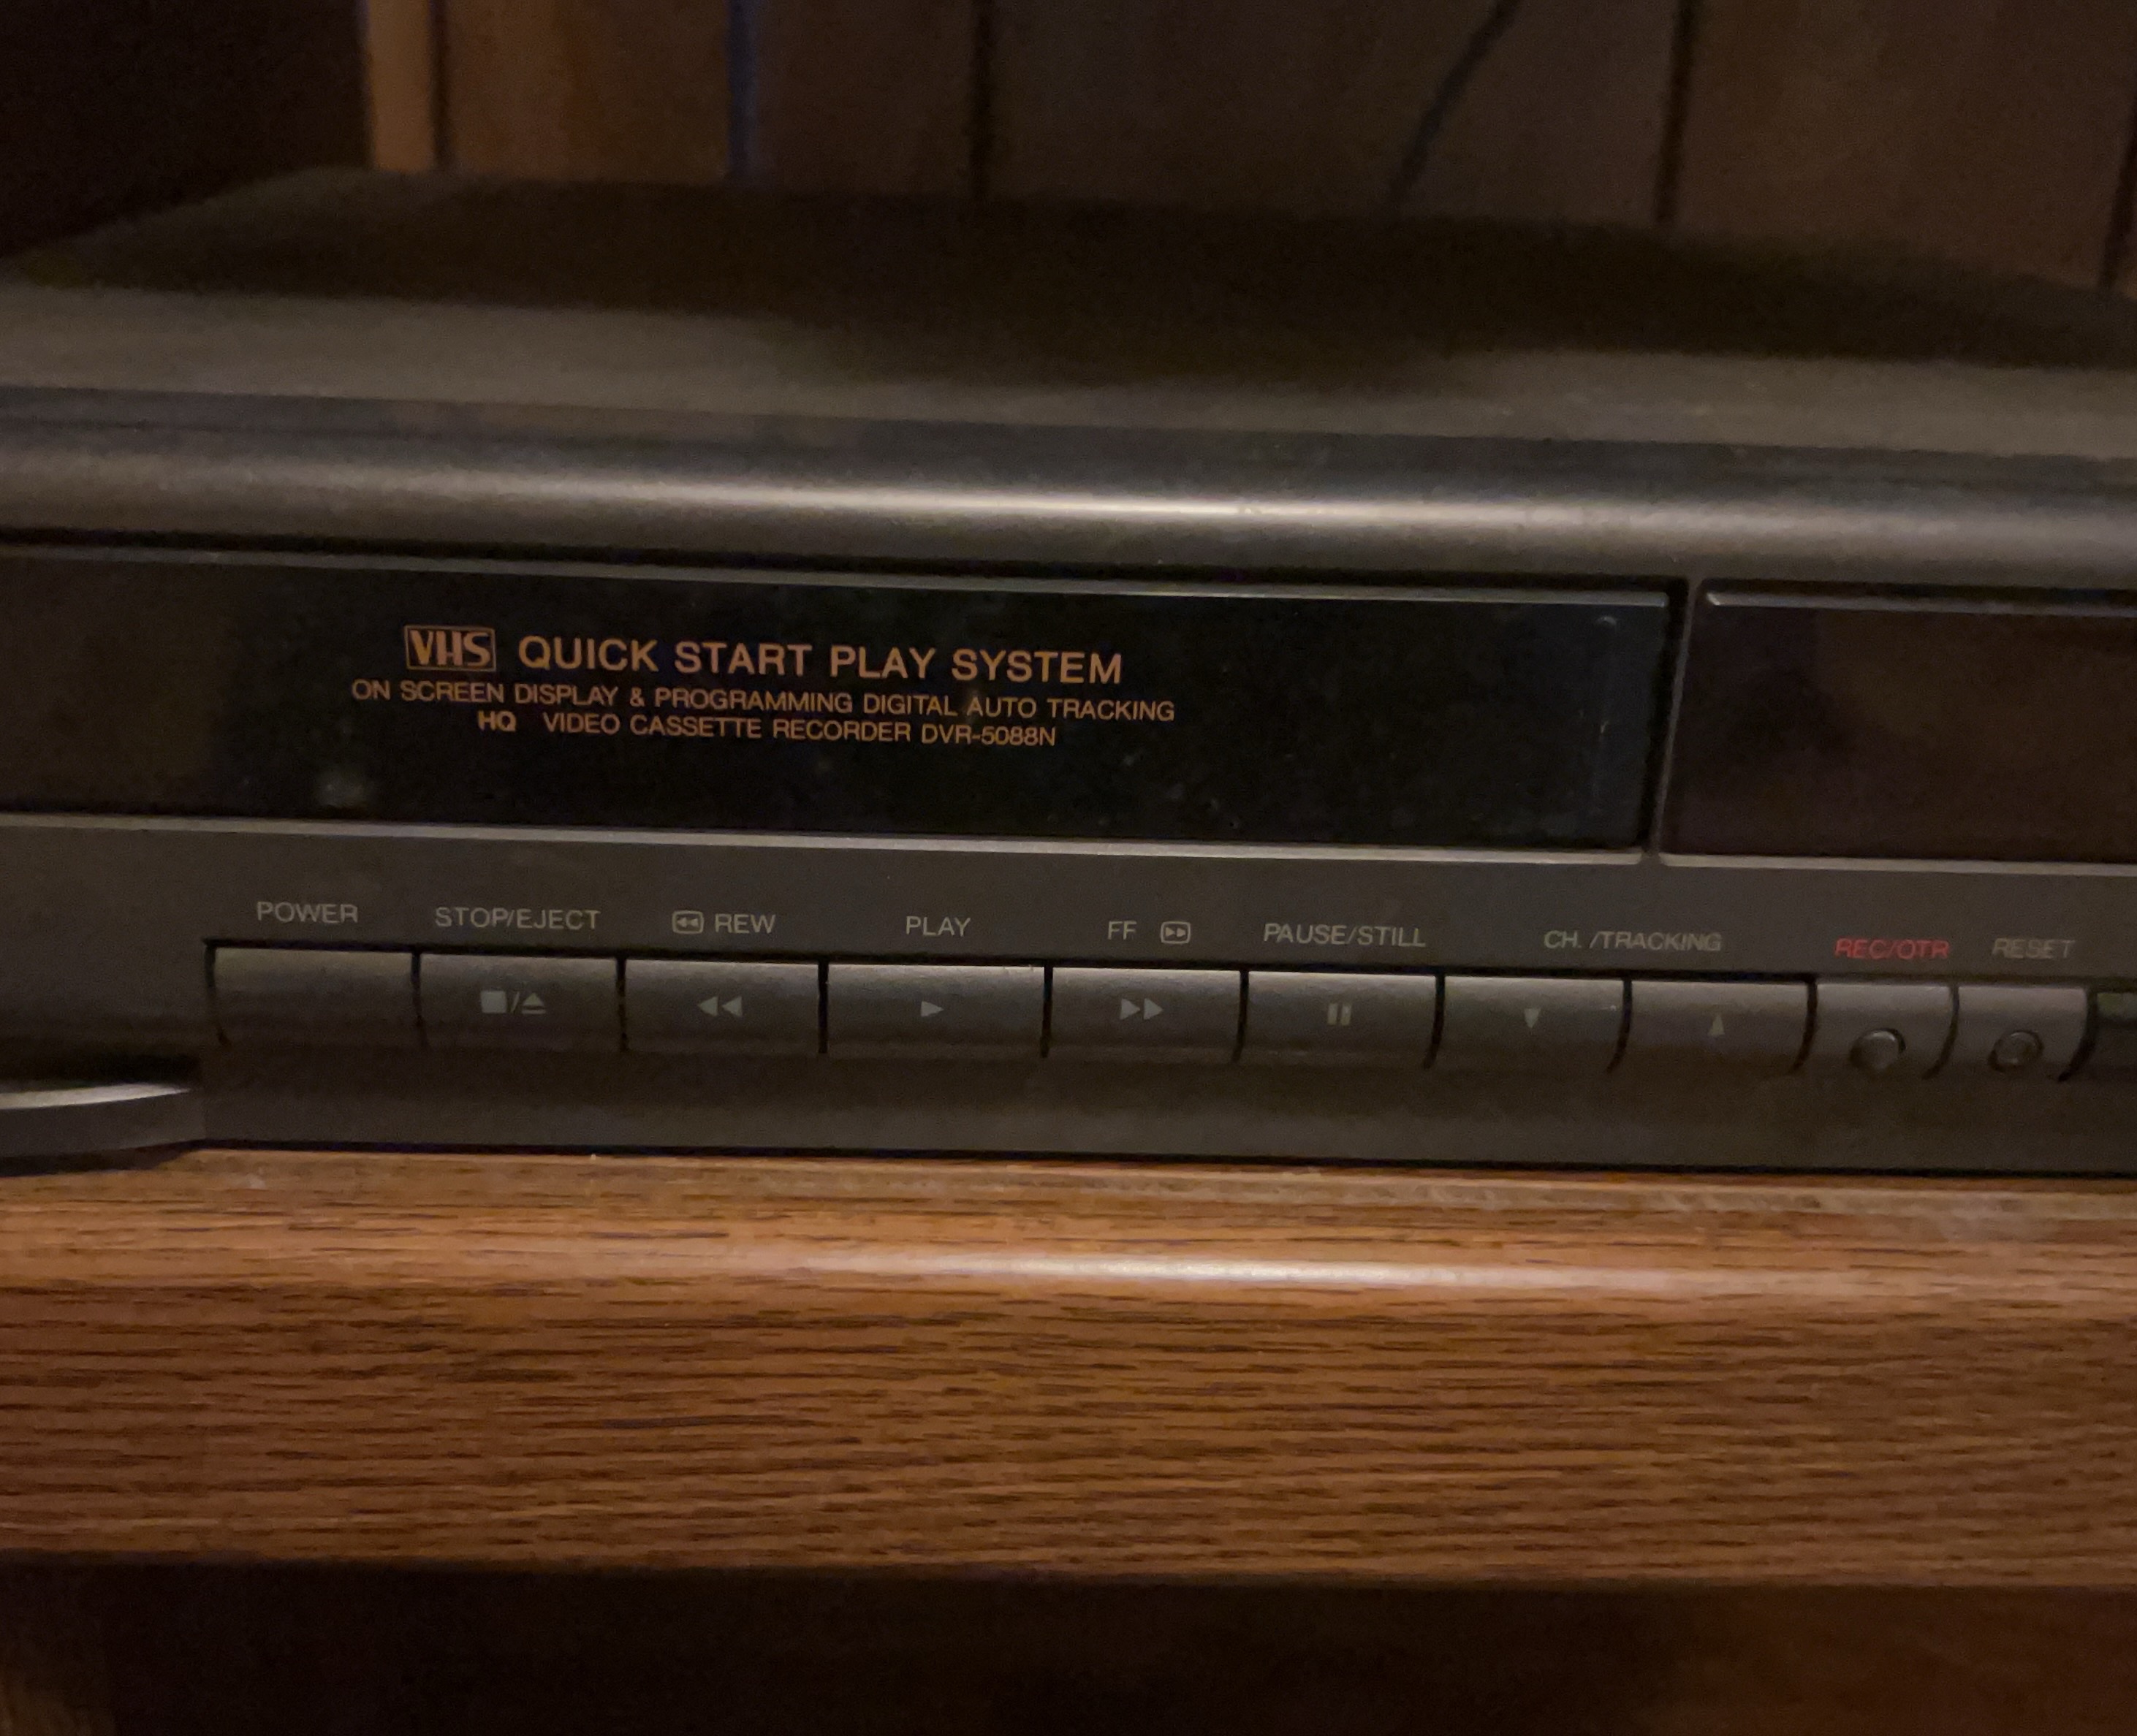 VHS QUICK START PLAY SYSTEM
ON SCREEN DISPLAY & PROGRAMMING DIGITAL AUTO TRACKING
HQ VIDEO CASSETTE RECORDER DVR-5088N
POWER STOP/EJECT REW PLAY FF PAUSE/STILL CH. /TRACKING REC/OTR RESET